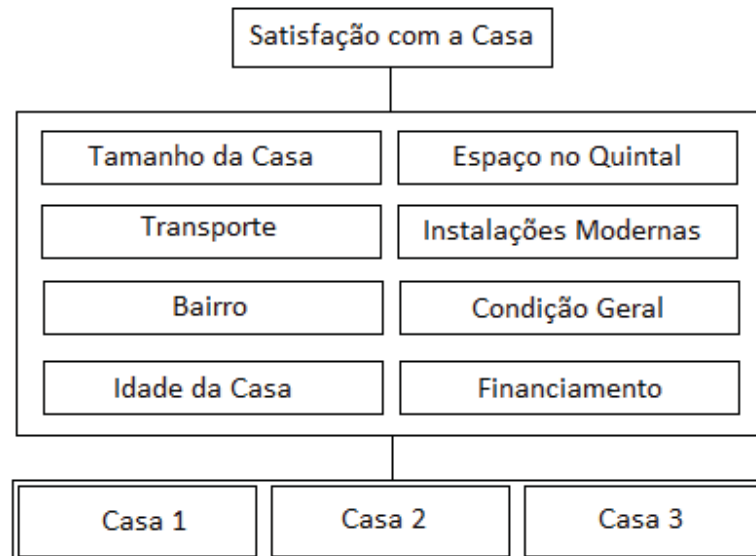 Satisfação com a Casa
Tamanho da Casa
Espaço no Quintal
Transporte
Instalações Modernas
Bairro
Condição Geral
Idade da Casa
Financiamento
Casa 1
Casa 2
Casa 3